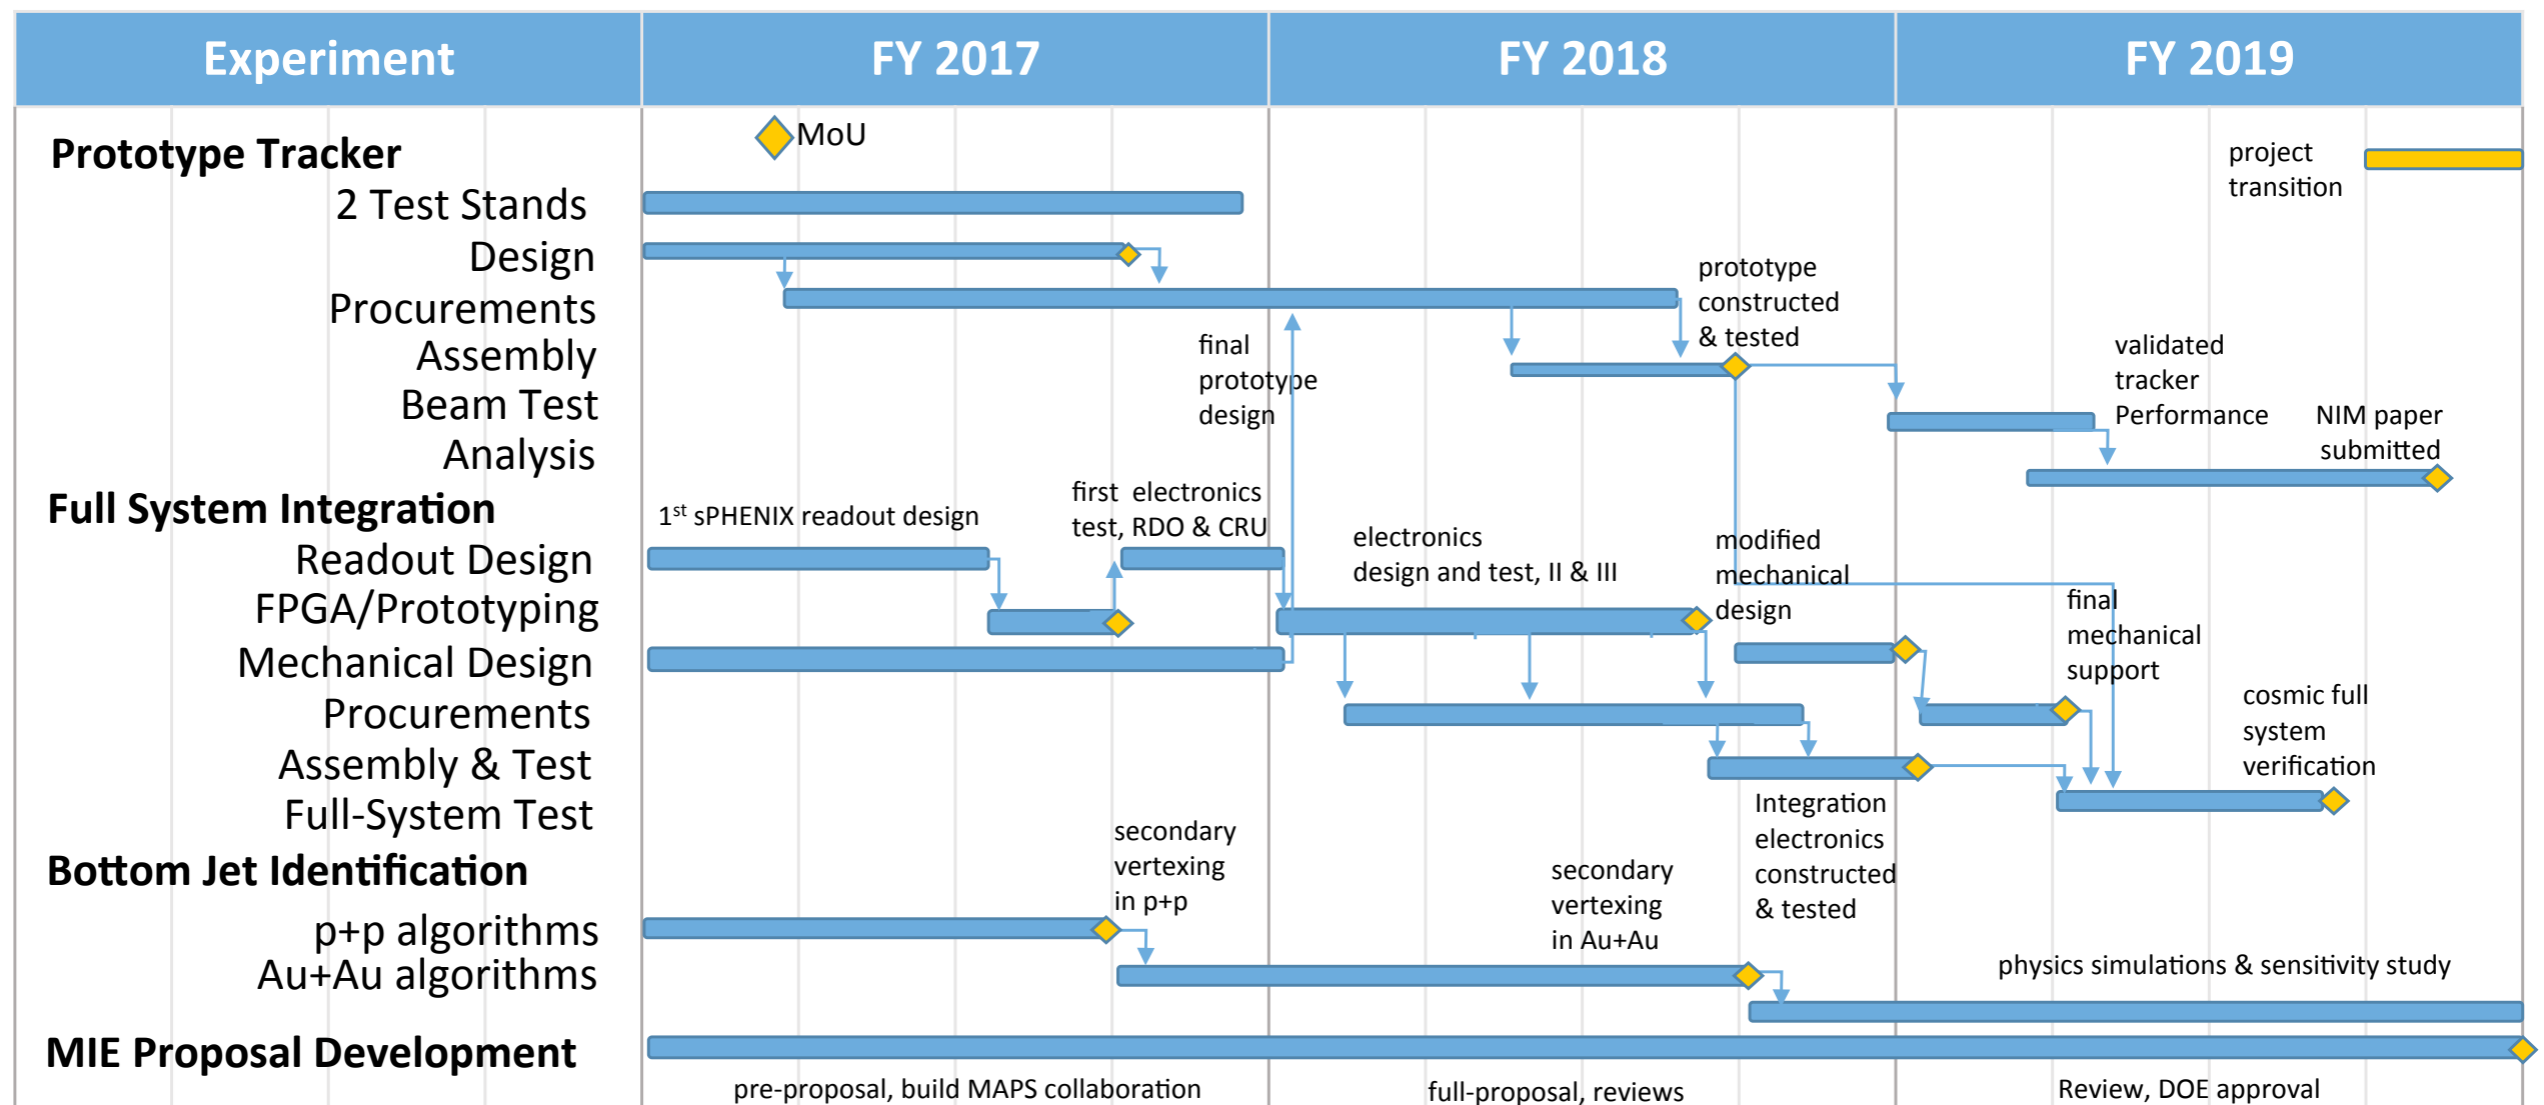 Experiment FY 2017 FY 2018 FY 2019
Prototype Tracker
MoU
project
transition
2 Test Stands
Design
Procurements
prototype
constructed
& tested
Assembly
final
prototype
design
validated
tracker
Performance
Beam Test
NIM paper
submitted
Analysis
Full System Integration
1st sPHENIX readout design
first electronics
test, RDO & CRU
electronics
design and test, II & III
modified
mechanical
design
Readout Design
FPGA/Prototyping
final
mechanical
support
Mechanical Design
Procurements
cosmic full
system
verification
Assembly & Test
Full-System Test
Integration
electronics
constructed
& tested
Bottom Jet Identification
secondary
vertexing
in p+p
secondary
vertexing
in Au+Au
p+p algorithms
Au+Au algorithms
physics simulations & sensitivity study
MIE Proposal Development
pre-proposal, build MAPS collaboration
full-proposal, reviews
Review, DOE approval